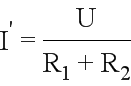 I' = U / (R₁ + R₂)